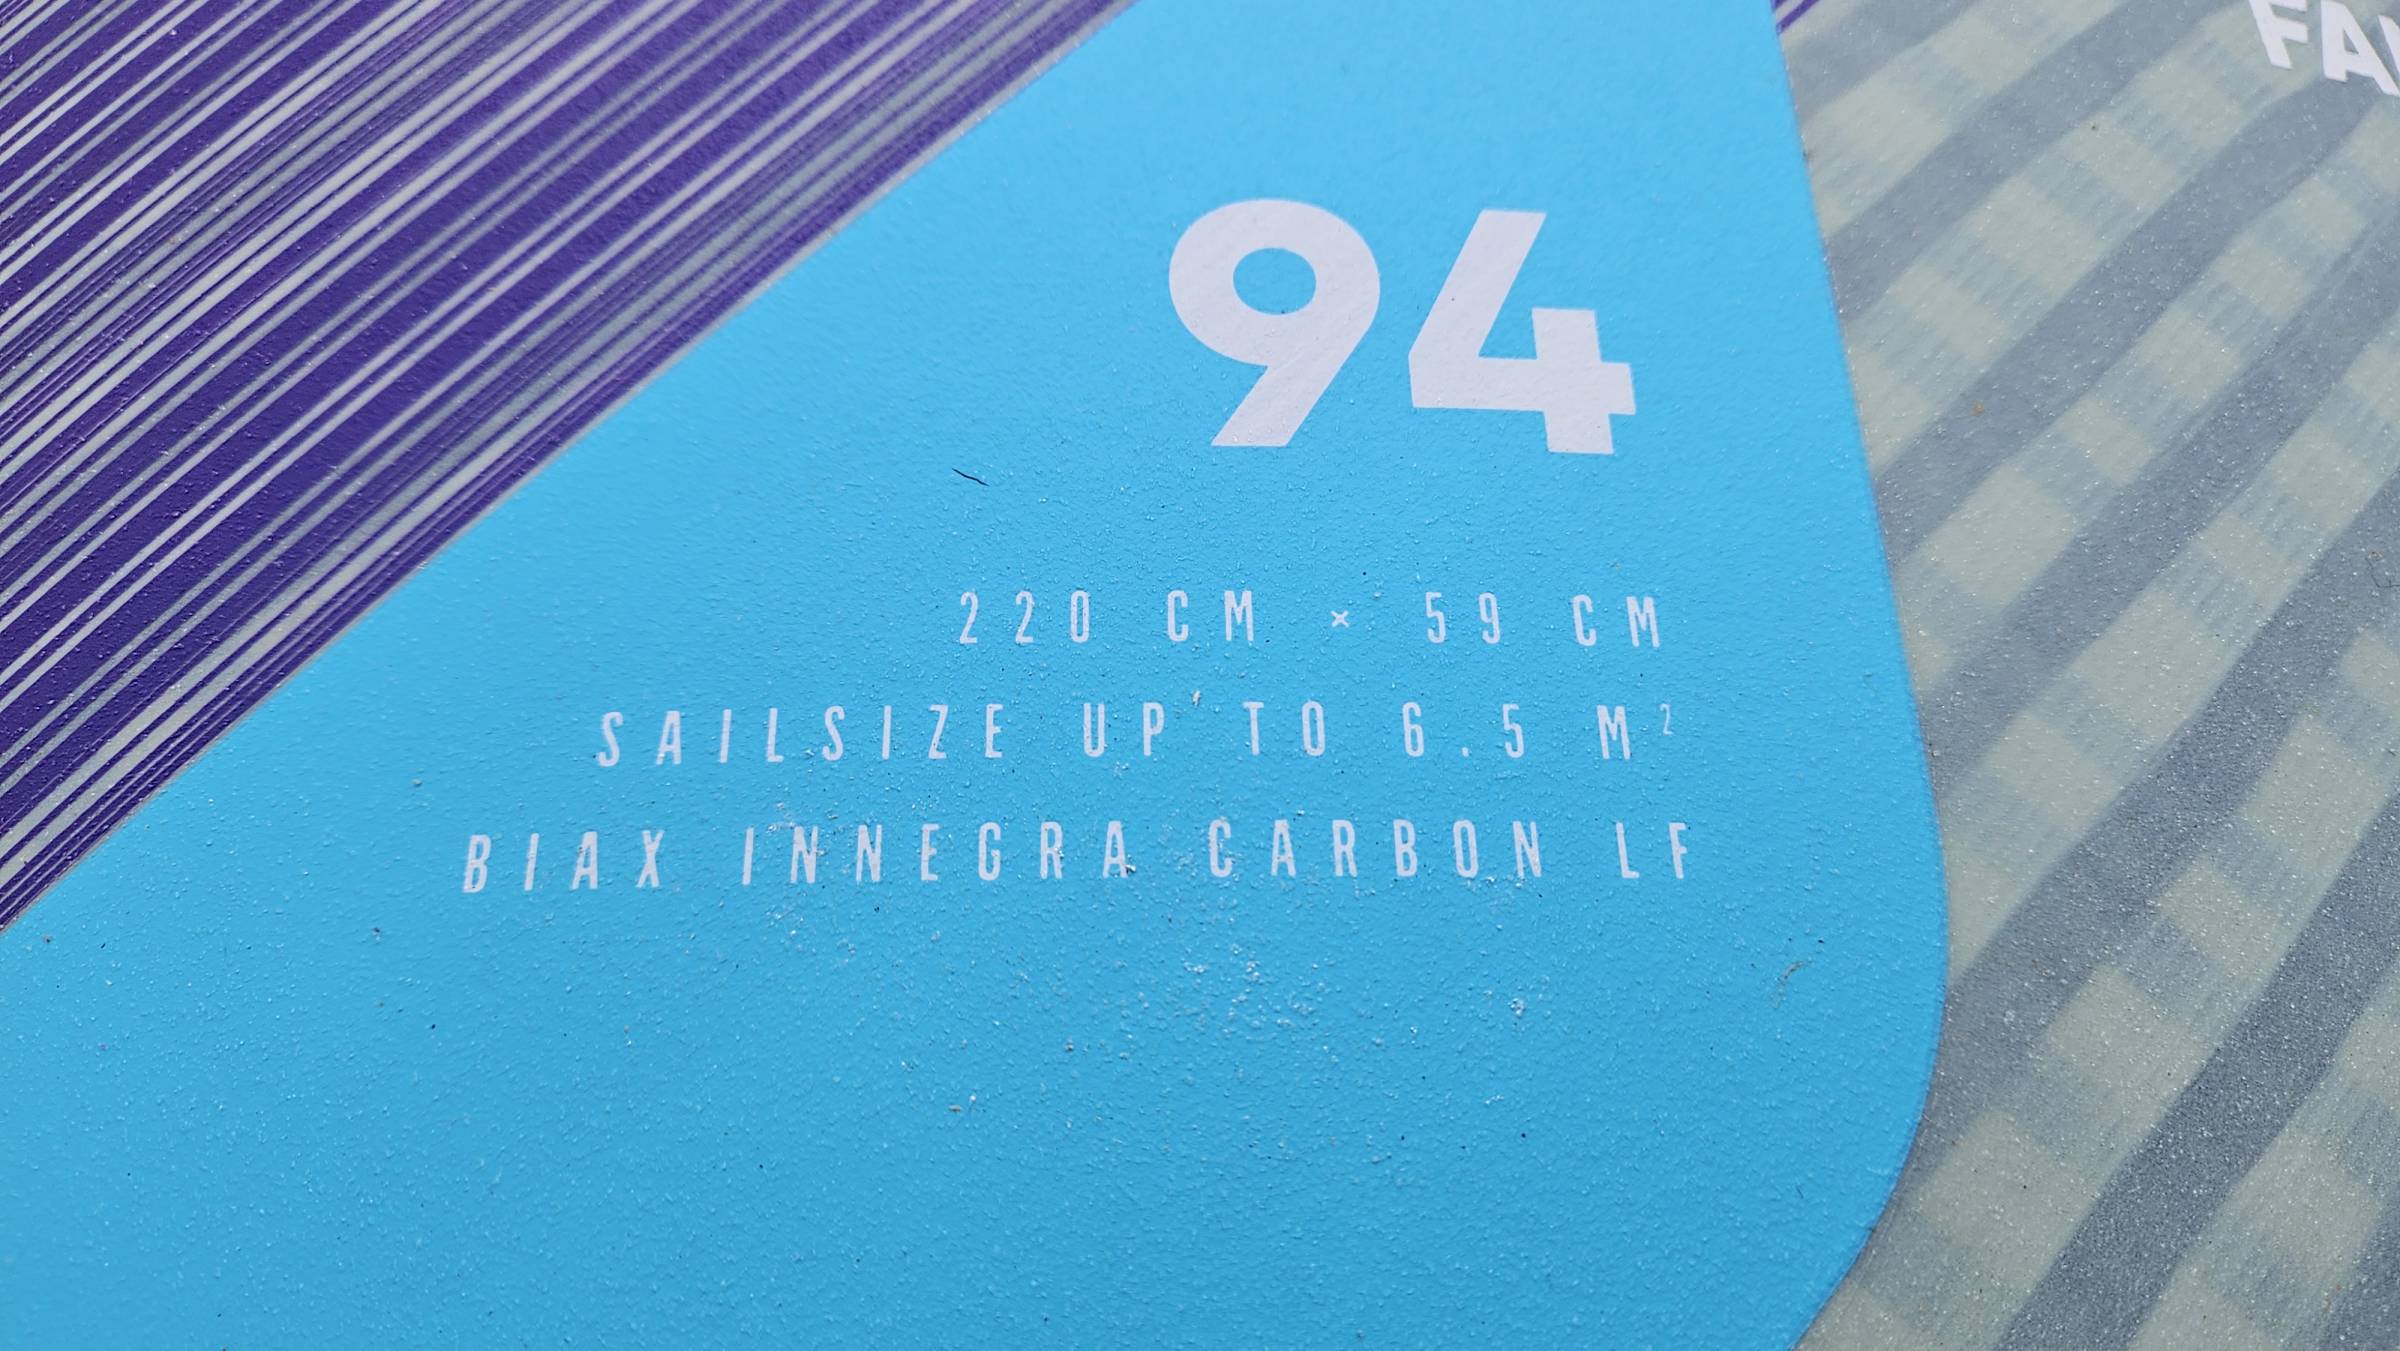 94
220 CM × 59 CM
SAILSIZE UP TO 6.5 M²
BIAX INNEGRA CARBON LF